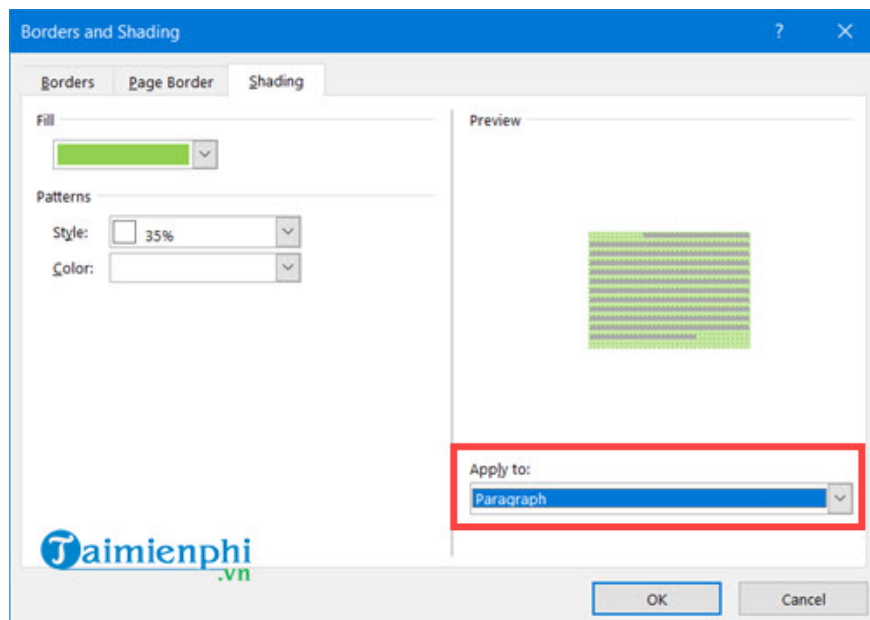 Borders and Shading ?
Borders Page Border Shading
Fill
Preview
Patterns
Style: 35%
Color:
Apply to:
Paragraph
Taimienphi
.vn
OK Cancel